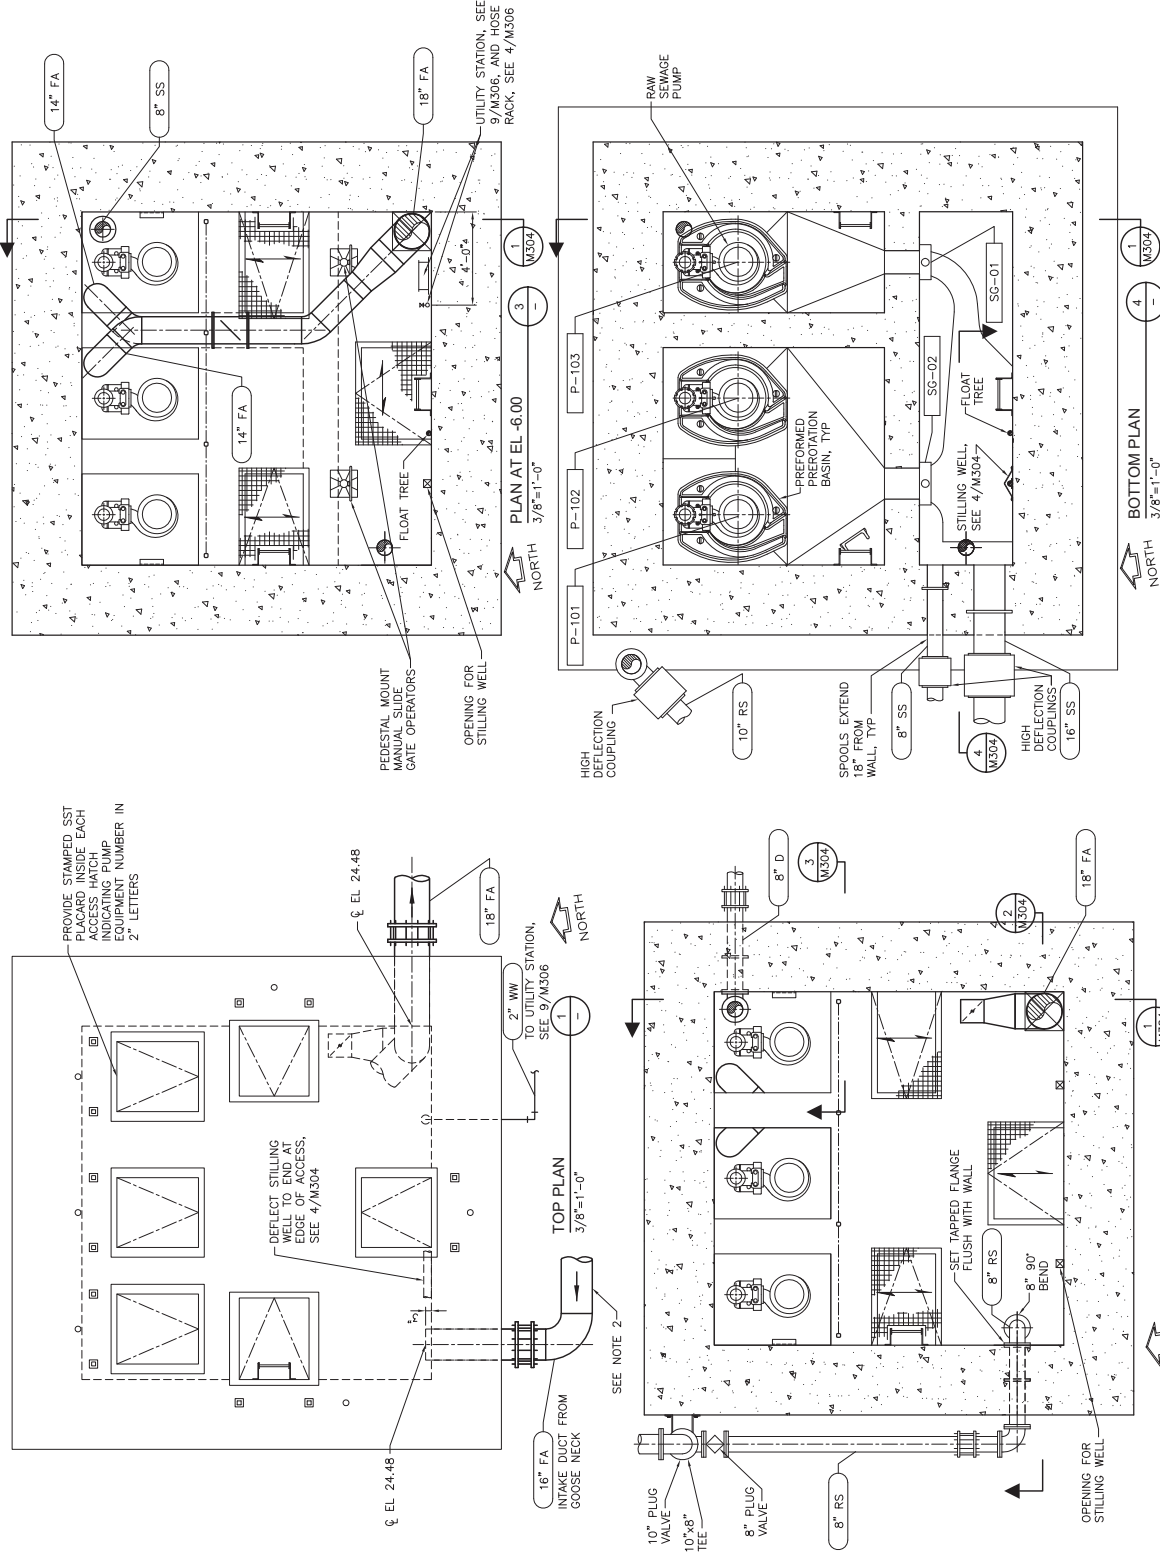 PROVIDE STAMPED SST
PLACARD INSIDE EACH
ACCESS HATCH
INDICATING PUMP
EQUIPMENT NUMBER IN
2" LETTERS
℄ EL 24.48
18" FA
2" WW
TO UTILITY STATION,
SEE 9/M306
NORTH
DEFLECT STILLING
WELL TO END AT
EDGE OF ACCESS,
SEE 4/M304
3"
℄ EL 24.48
16" FA
INTAKE DUCT FROM
GOOSE NECK
SEE NOTE 2
TOP PLAN
3/8"=1'-0"
1
-
14" FA
8" SS
18" FA
UTILITY STATION, SEE
9/M306, AND HOSE
RACK, SEE 4/M306
14" FA
4'-0"
1
M304
FLOAT TREE
PEDESTAL MOUNT
MANUAL SLIDE
GATE OPERATORS
OPENING FOR
STILLING WELL
NORTH
PLAN AT EL -6.00
3/8"=1'-0"
3
-
10" PLUG
VALVE
10"x8"
TEE
8" PLUG
VALVE
8" RS
8" D
3
M304
2
M304
18" FA
SET TAPPED FLANGE
FLUSH WITH WALL
8" RS
8" 90°
BEND
OPENING FOR
STILLING WELL
1
RAW
SEWAGE
PUMP
P-101
P-102
P-103
PREFORMED
PREROTATION
BASIN, TYP
HIGH
DEFLECTION
COUPLING
10" RS
SPOOLS EXTEND
18" FROM
WALL, TYP
8" SS
4
M304
HIGH
DEFLECTION
COUPLINGS
16" SS
SG-02
SG-01
FLOAT
TREE
STILLING WELL,
SEE 4/M304
1
M304
NORTH
BOTTOM PLAN
3/8"=1'-0"
4
-